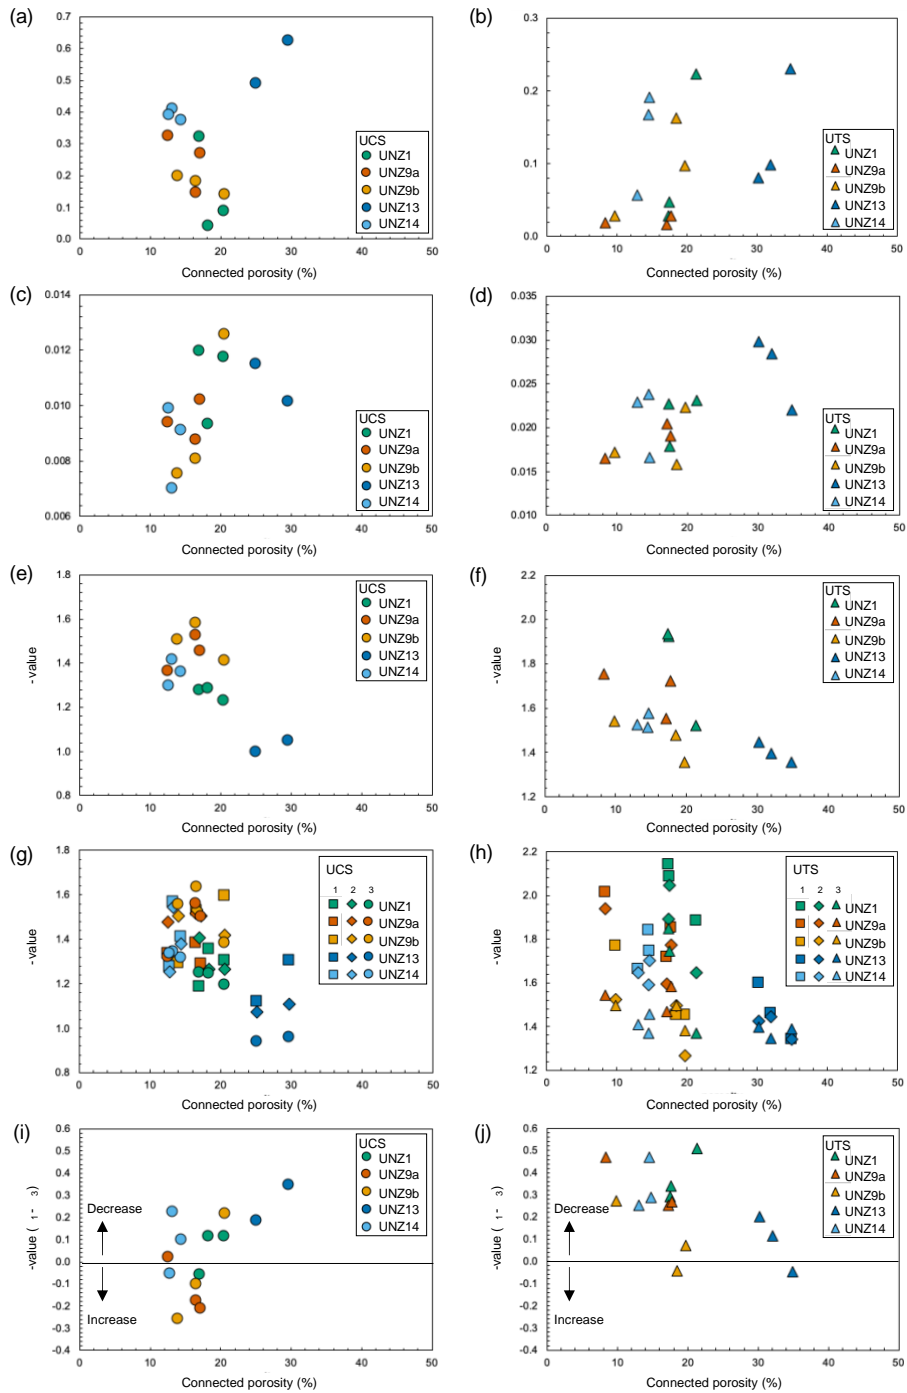 (a)
0.7
0.6
0.5
0.4
0.3
0.2
0.1
0.0
0 10 20 30 40 50
Connected porosity (%)
UCS
UNZ1
UNZ9a
UNZ9b
UNZ13
UNZ14
(b)
0.3
0.2
0.1
0.0
0 10 20 30 40 50
Connected porosity (%)
UTS
UNZ1
UNZ9a
UNZ9b
UNZ13
UNZ14
(c)
0.014
0.012
0.010
0.008
0.006
0 10 20 30 40 50
Connected porosity (%)
UCS
UNZ1
UNZ9a
UNZ9b
UNZ13
UNZ14
(d)
0.035
0.030
0.025
0.020
0.015
0.010
0 10 20 30 40 50
Connected porosity (%)
UTS
UNZ1
UNZ9a
UNZ9b
UNZ13
UNZ14
(e)
-value
1.8
1.6
1.4
1.2
1.0
0.8
0 10 20 30 40 50
Connected porosity (%)
UCS
UNZ1
UNZ9a
UNZ9b
UNZ13
UNZ14
(f)
-value
2.2
2.0
1.8
1.6
1.4
1.2
0 10 20 30 40 50
Connected porosity (%)
UTS
UNZ1
UNZ9a
UNZ9b
UNZ13
UNZ14
(g)
-value
1.8
1.6
1.4
1.2
1.0
0.8
0 10 20 30 40 50
Connected porosity (%)
UCS
1 2 3
UNZ1
UNZ9a
UNZ9b
UNZ13
UNZ14
(h)
-value
2.2
2.0
1.8
1.6
1.4
1.2
0 10 20 30 40 50
Connected porosity (%)
UTS
1 2 3
UNZ1
UNZ9a
UNZ9b
UNZ13
UNZ14
(i)
-value ( 1- 3)
0.6
0.5
0.4
0.3
0.2
0.1
0.0
-0.1
-0.2
-0.3
-0.4
Decrease
Increase
0 10 20 30 40 50
Connected porosity (%)
UCS
UNZ1
UNZ9a
UNZ9b
UNZ13
UNZ14
(j)
-value ( 1- 3)
0.6
0.5
0.4
0.3
0.2
0.1
0.0
-0.1
-0.2
-0.3
-0.4
Decrease
Increase
0 10 20 30 40 50
Connected porosity (%)
UTS
UNZ1
UNZ9a
UNZ9b
UNZ13
UNZ14